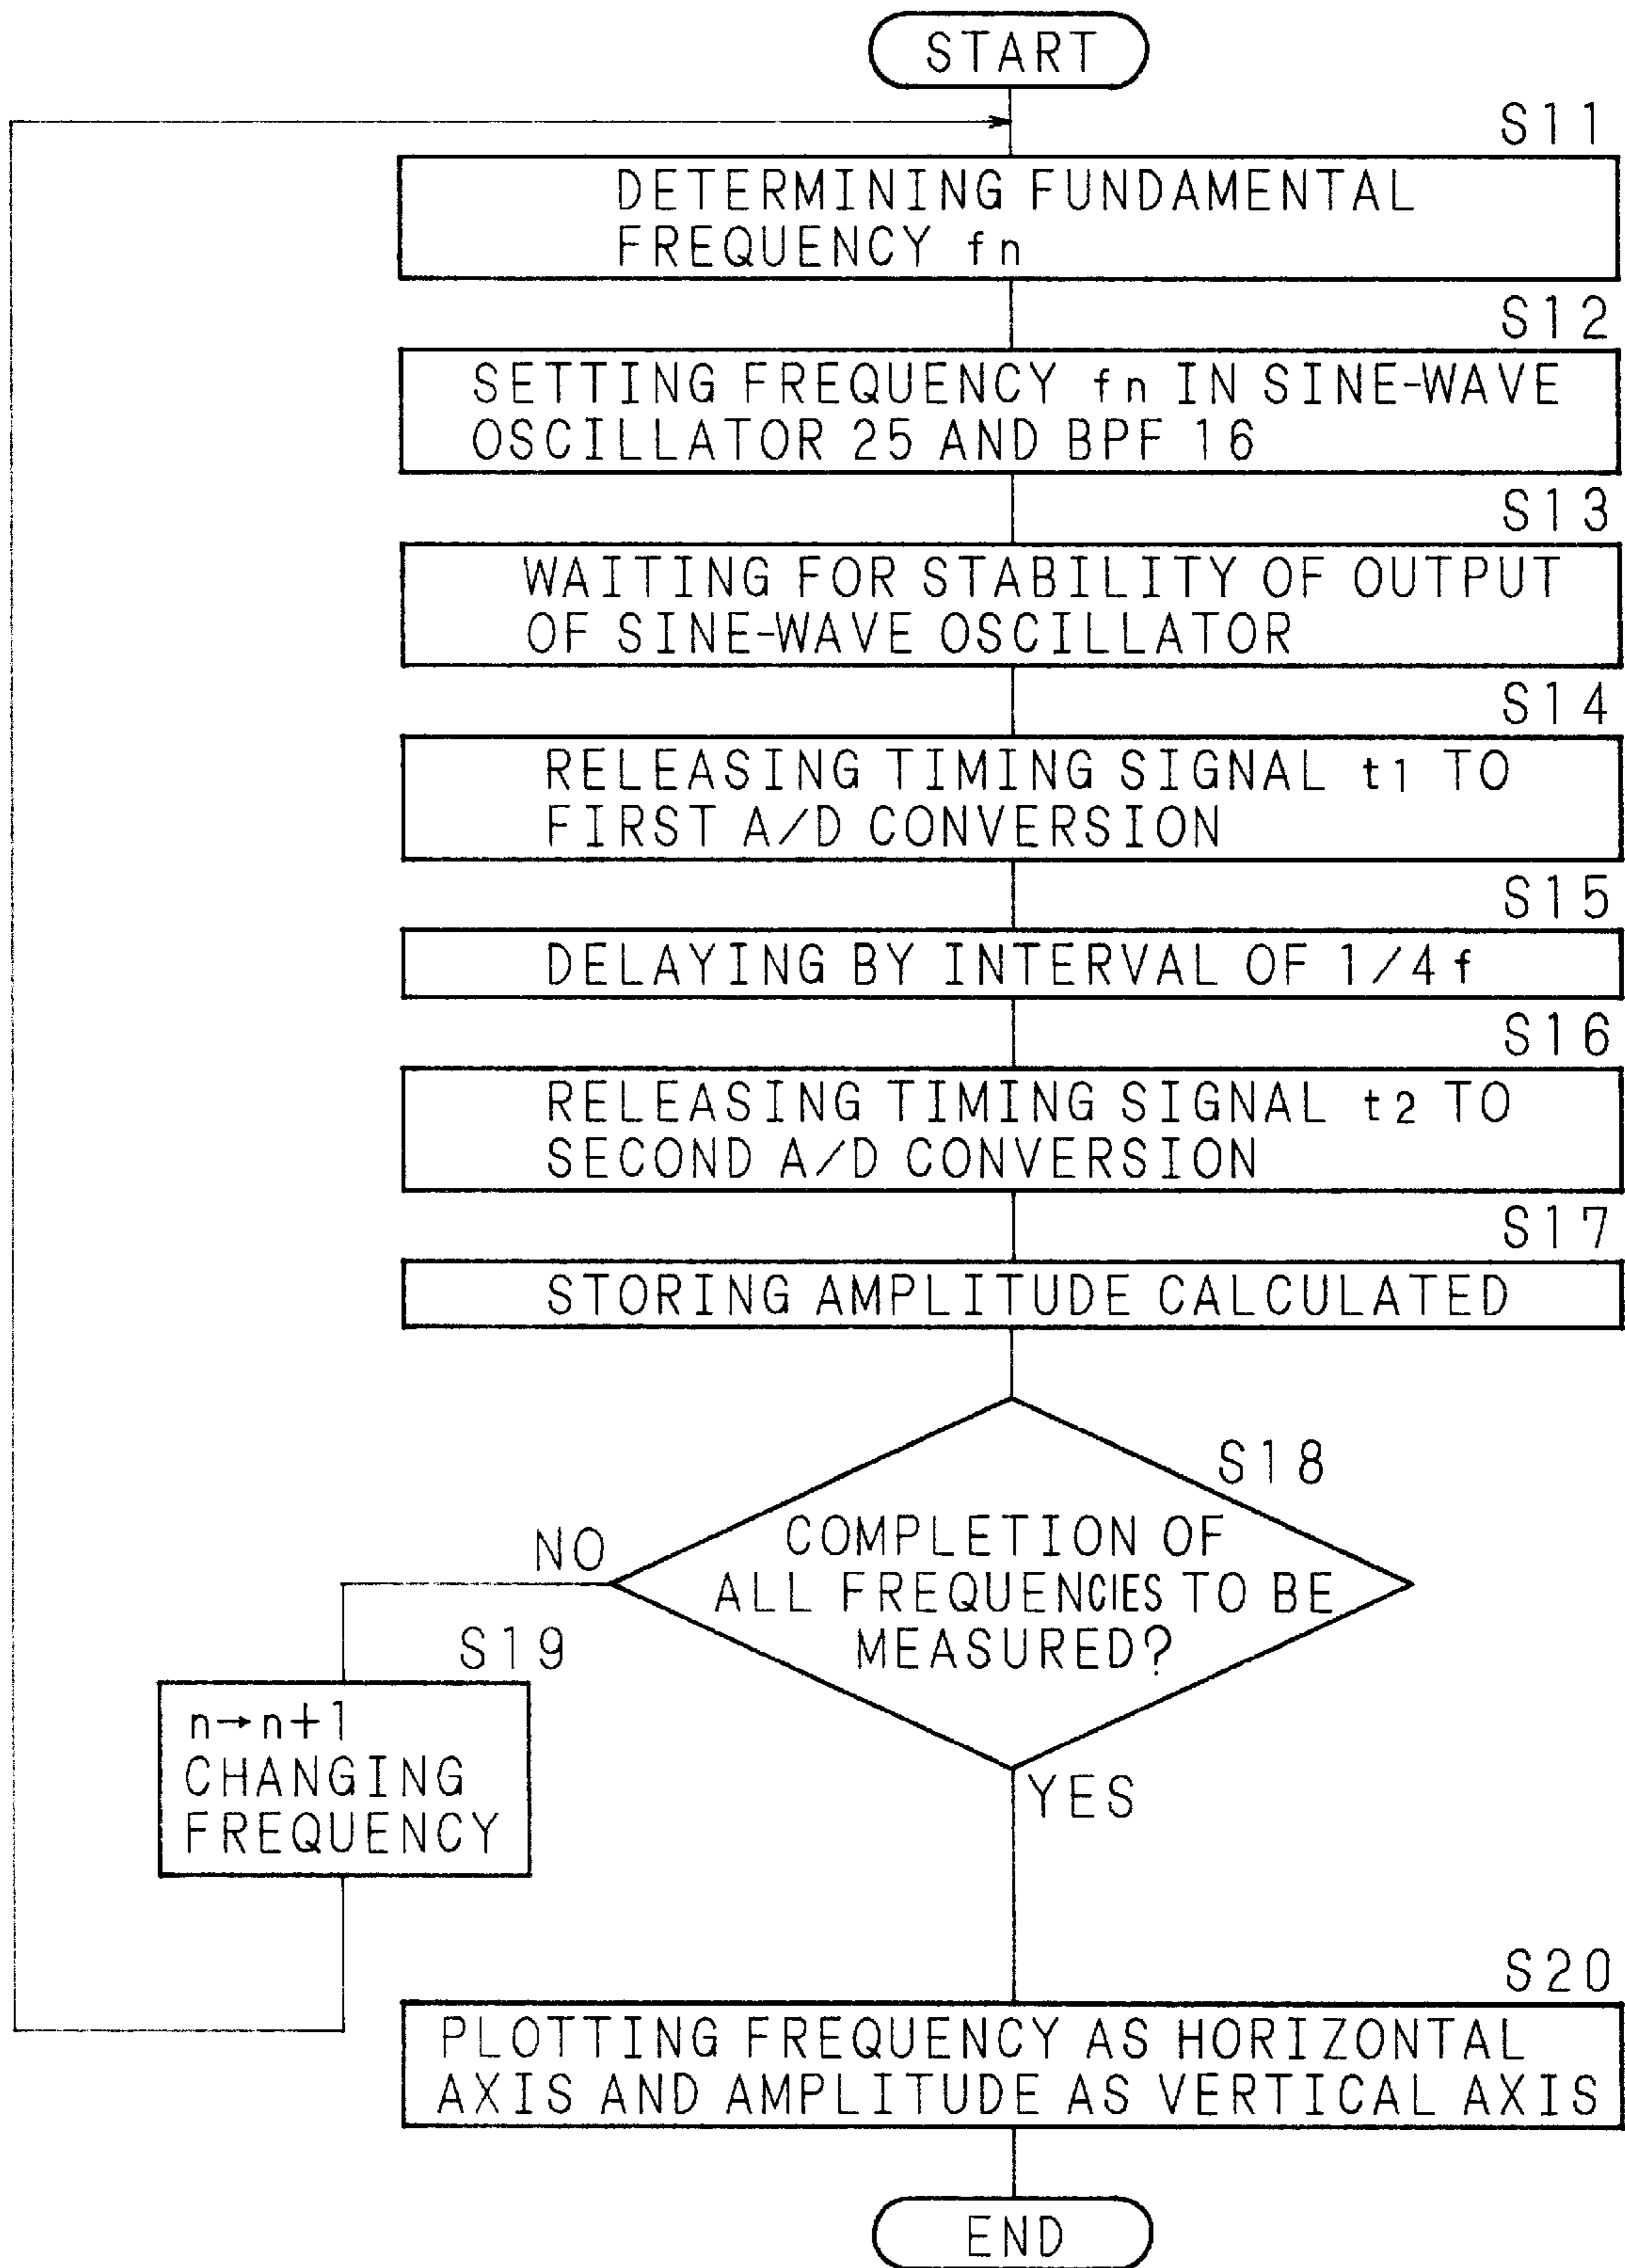 START
S11
DETERMINING FUNDAMENTAL
FREQUENCY fn
S12
SETTING FREQUENCY fn IN SINE-WAVE
OSCILLATOR 25 AND BPF 16
S13
WAITING FOR STABILITY OF OUTPUT
OF SINE-WAVE OSCILLATOR
S14
RELEASING TIMING SIGNAL t1 TO
FIRST A/D CONVERSION
S15
DELAYING BY INTERVAL OF 1/4f
S16
RELEASING TIMING SIGNAL t2 TO
SECOND A/D CONVERSION
S17
STORING AMPLITUDE CALCULATED
S18
COMPLETION OF
ALL FREQUENCIES TO BE
MEASURED?
NO
S19
n→n+1
CHANGING
FREQUENCY
YES
S20
PLOTTING FREQUENCY AS HORIZONTAL
AXIS AND AMPLITUDE AS VERTICAL AXIS
END